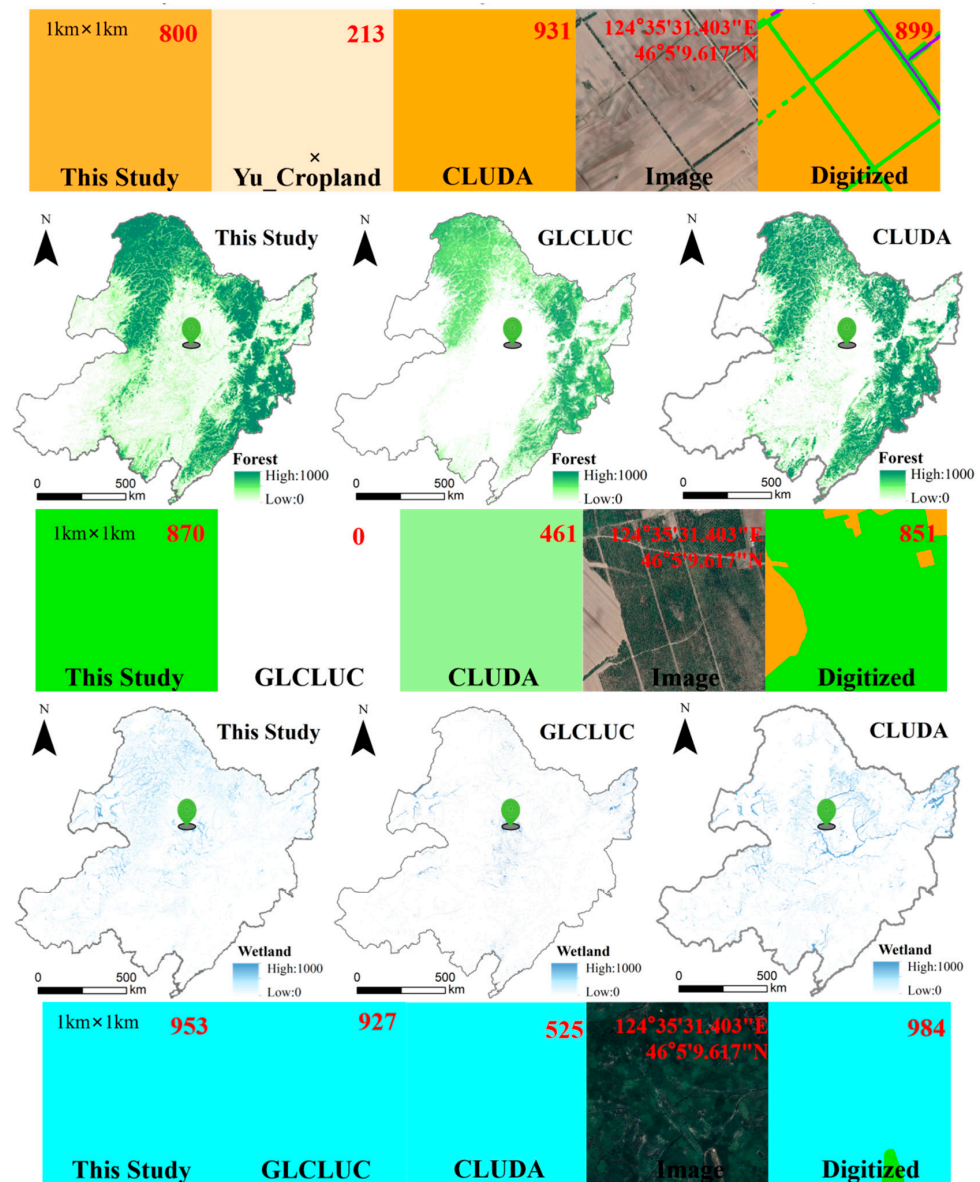 1km×1km 800 213 931 124°35'31.403"E 899
46°5'9.617"N
×
This Study Yu_Cropland CLUDA Image Digitized
N This Study N GLCLUC N CLUDA
Forest Forest Forest
High:1000 High:1000 High:1000
0 500 Low:0 0 500 Low:0 0 500 Low:0
km km km
1km×1km 870 0 461 124°35'31.403"E 851
46°5'9.617"N
This Study GLCLUC CLUDA Image Digitized
N This Study N GLCLUC N CLUDA
Wetland Wetland Wetland
High:1000 High:1000 High:1000
0 500 Low:0 0 500 Low:0 0 500 Low:0
km km km
1km×1km 953 927 525 124°35'31.403"E 984
46°5'9.617"N
This Study GLCLUC CLUDA Image Digitized